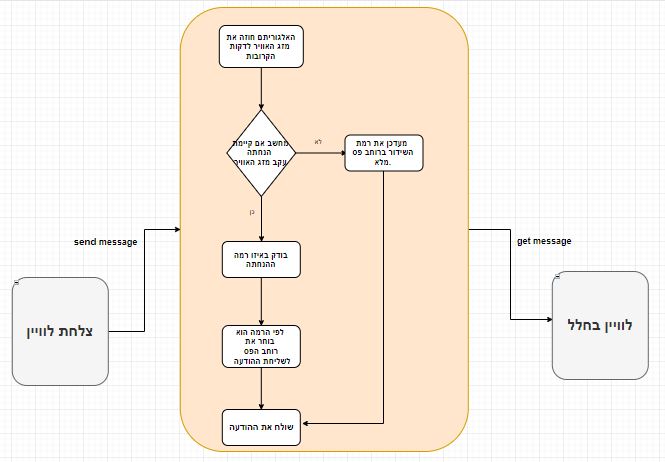 האלגוריתם חוזה את
מזג האוויר לדקות
הקרובות
מחשב אם קיימת
הנחתה
עקב מזג האוויר
לא
מעדכן את רמת
השידור ברוחב פס
מלא.
כן
send message
get message
בודק באיזו רמה
ההנחתה
צלחת לוויין
לוויין בחלל
לפי הרמה הוא
בוחר את
רוחב הפס
לשליחת ההודעה
שולח את ההודעה